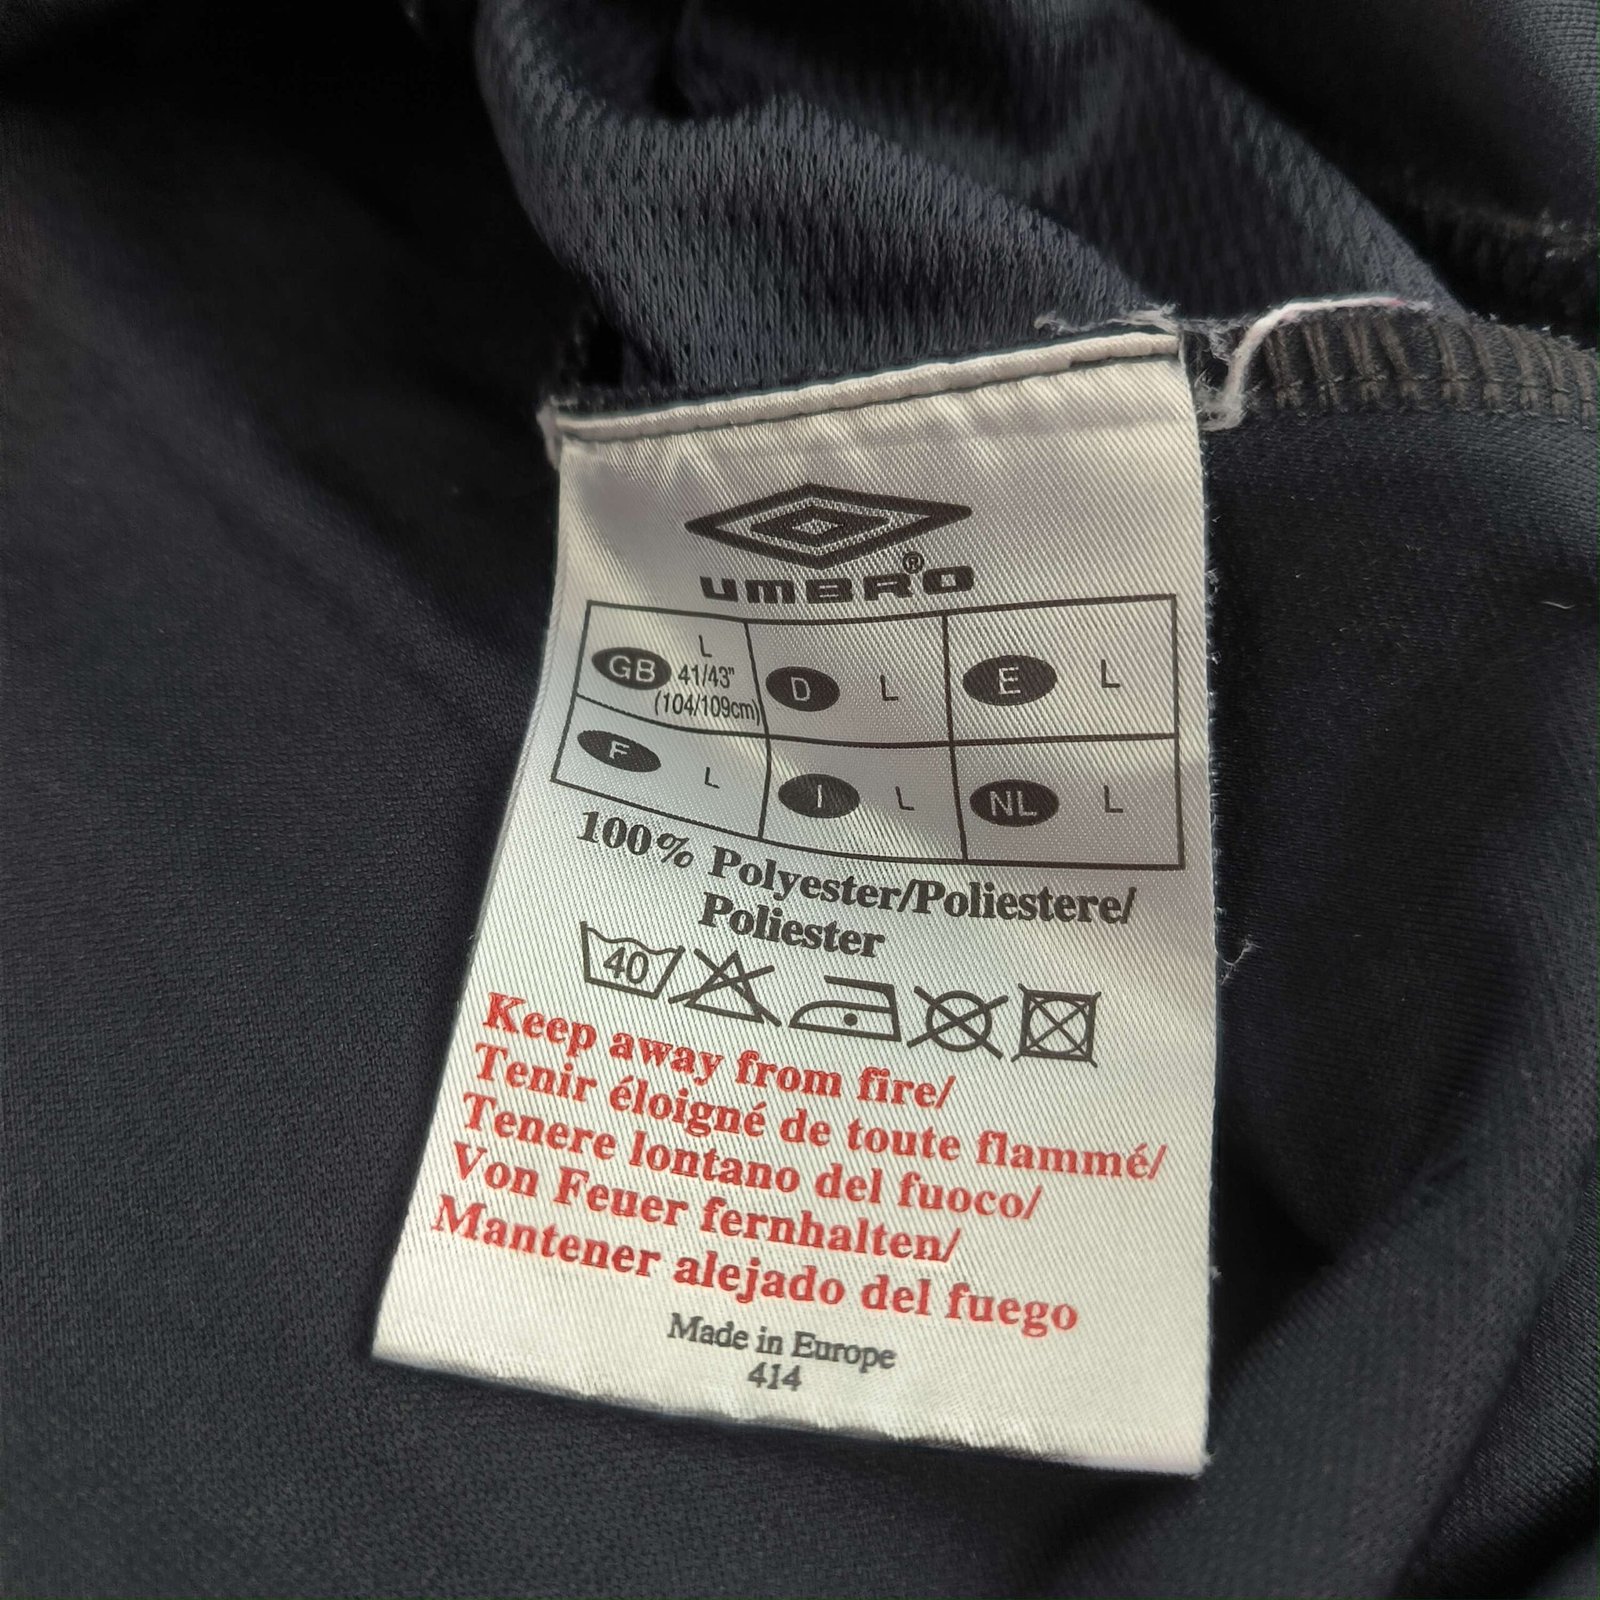 UMBRO®
GB L 41/43" (104/109cm)
D L
E L
F L
I L
NL L
100% Polyester/Poliestere/
Poliester
40
Keep away from fire/
Tenir éloigné de toute flammé/
Tenere lontano del fuoco/
Von Feuer fernhalten/
Mantener alejado del fuego
Made in Europe
414